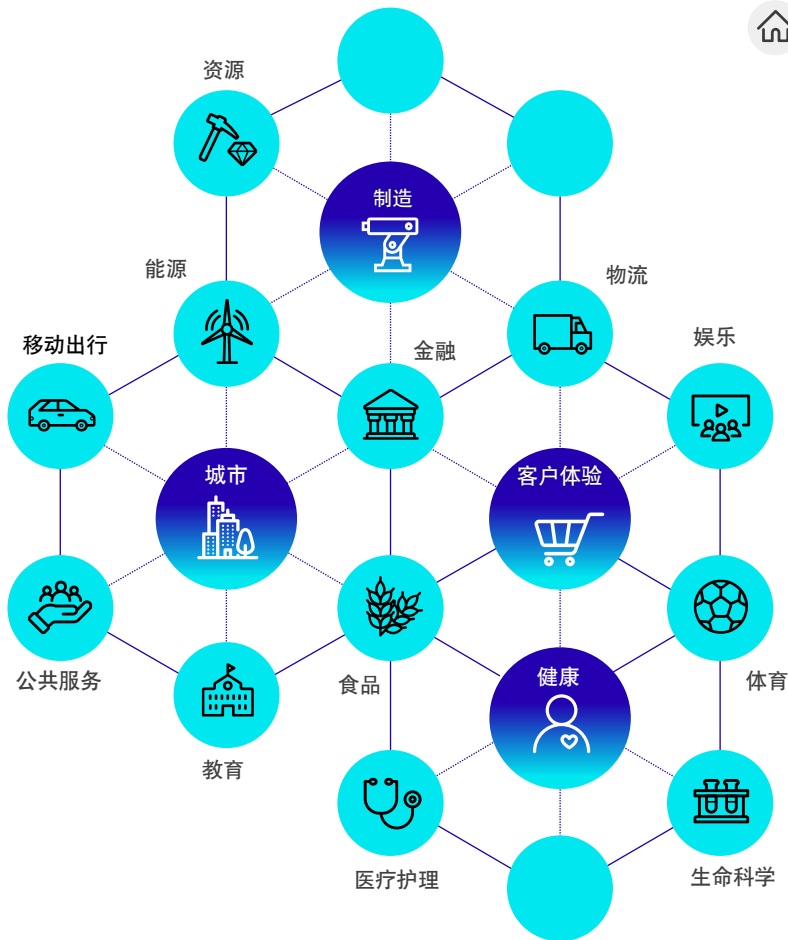 资源
制造
能源
物流
移动出行
金融
娱乐
城市
客户体验
公共服务
食品
健康
体育
教育
医疗护理
生命科学